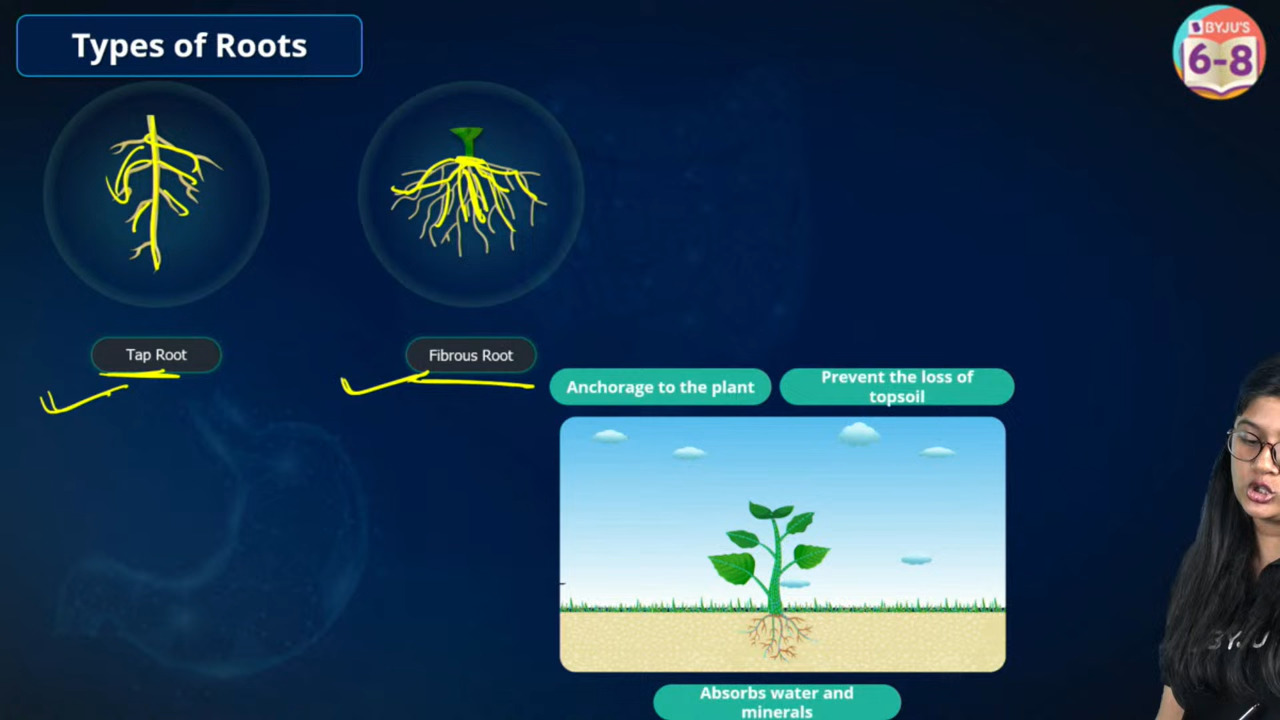 Types of Roots
BYJU'S
6-8
Tap Root
Fibrous Root
Anchorage to the plant
Prevent the loss of
topsoil
Absorbs water and
minerals
BYJU